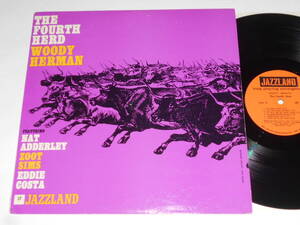 THE
FOURTH
HERD
WOODY
HERMAN
FEATURING
NAT
ADDERLEY
ZOOT
SIMS
EDDIE
COSTA
JAZZLAND
JAZZLAND